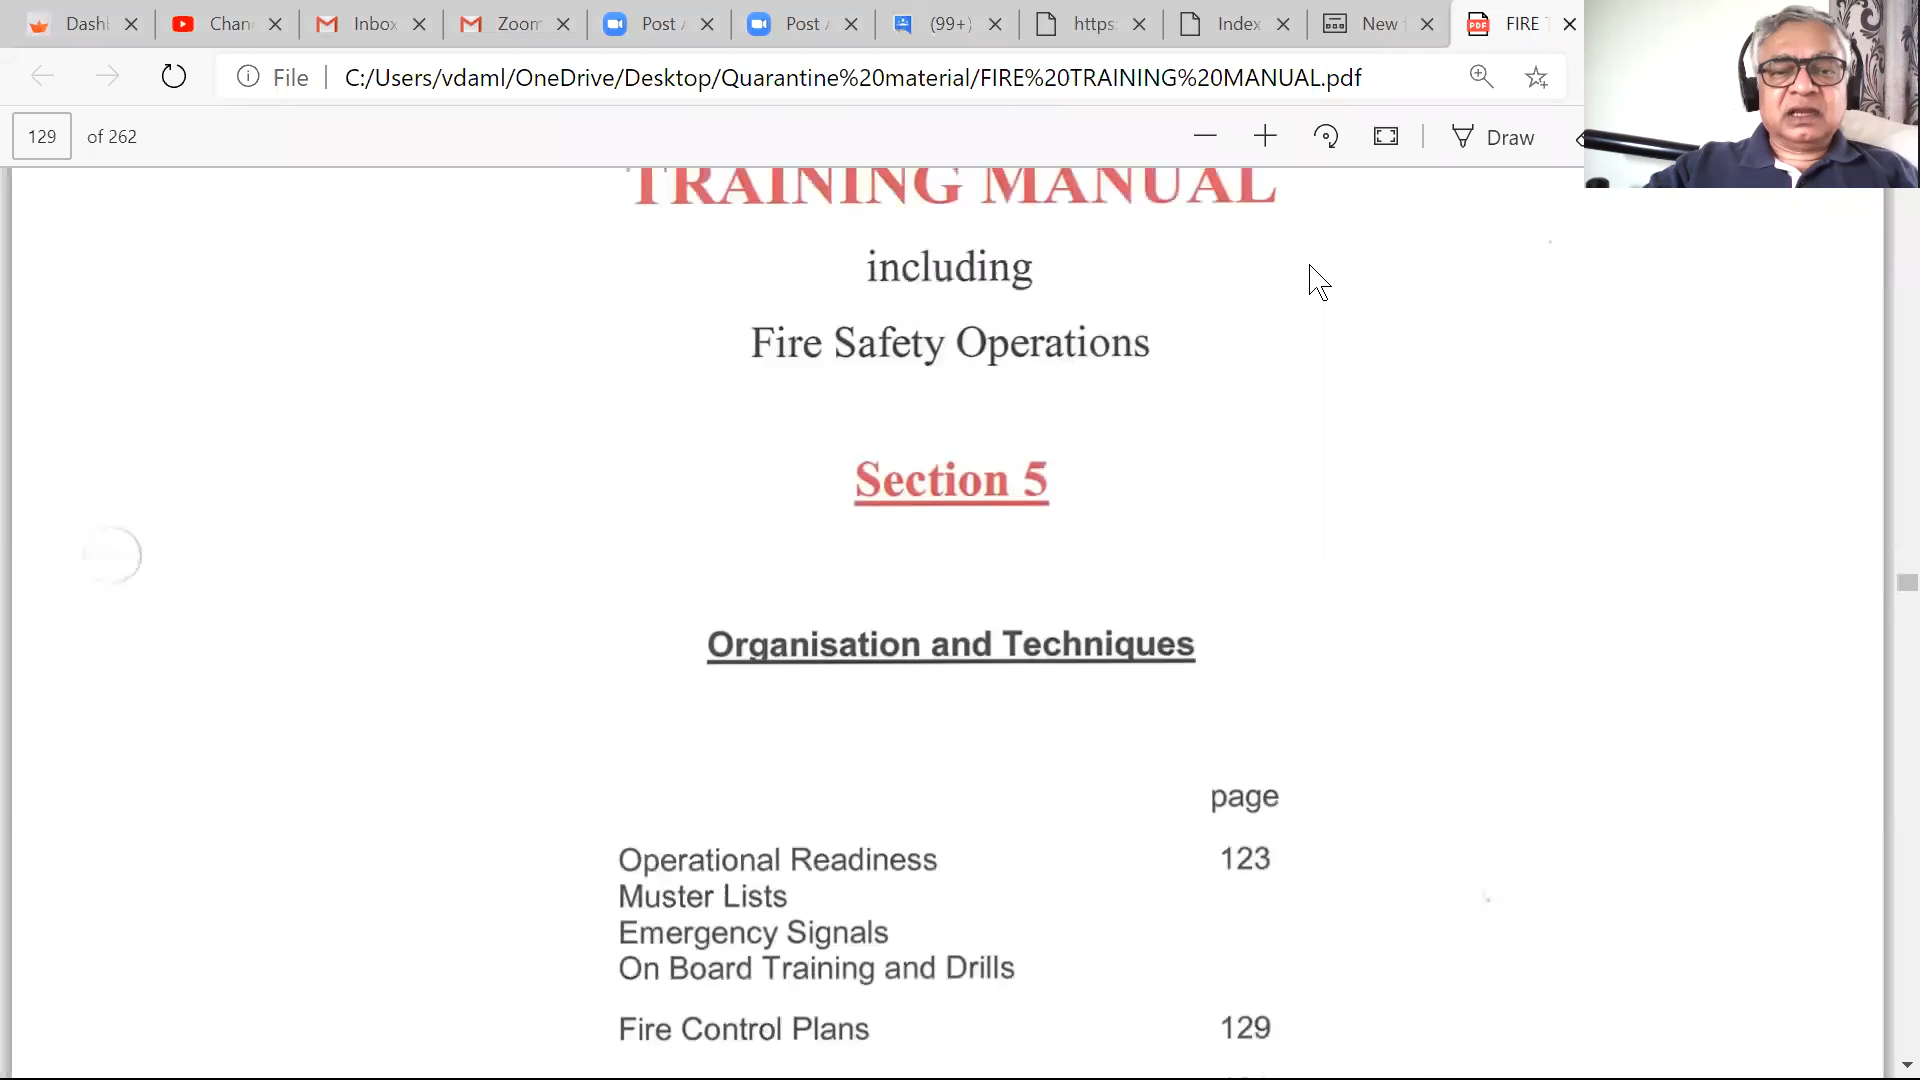 Dash
Chan
Inbox
Zoom
Post
Post
(99+)
https:
Index
New
FIRE
File
C:/Users/vdaml/OneDrive/Desktop/Quarantine%20material/FIRE%20TRAINING%20MANUAL.pdf
129 of 262
Draw
TRAINING MANUAL
including
Fire Safety Operations
Section 5
Organisation and Techniques
page
Operational Readiness 123
Muster Lists
Emergency Signals
On Board Training and Drills
Fire Control Plans 129